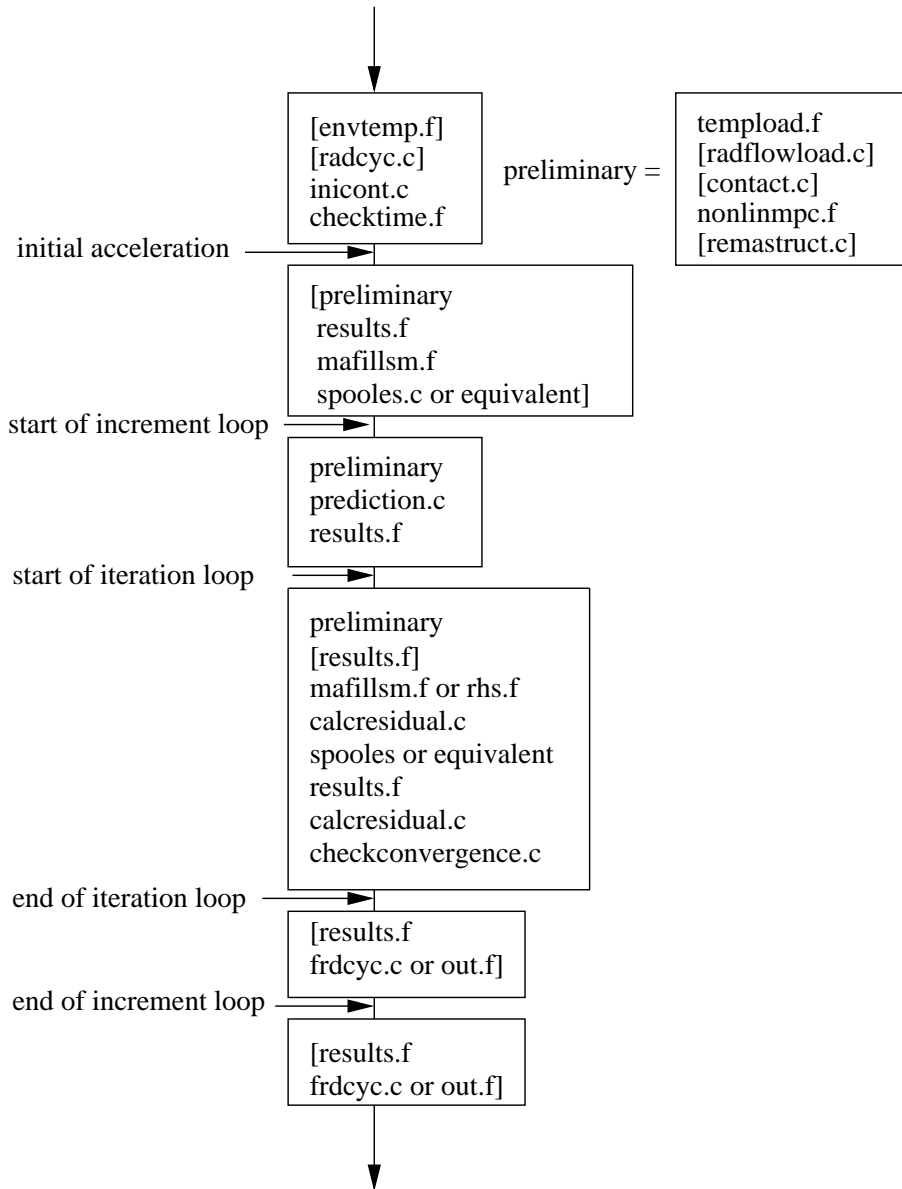 [envtemp.f]
[radcyc.c]
inicont.c
checktime.f
preliminary =
tempload.f
[radflowload.c]
[contact.c]
nonlinmpc.f
[remastruct.c]
initial acceleration
[preliminary
results.f
mafillsm.f
spooles.c or equivalent]
start of increment loop
preliminary
prediction.c
results.f
start of iteration loop
preliminary
[results.f]
mafillsm.f or rhs.f
calcresidual.c
spooles or equivalent
results.f
calcresidual.c
checkconvergence.c
end of iteration loop
[results.f
frdcyc.c or out.f]
end of increment loop
[results.f
frdcyc.c or out.f]